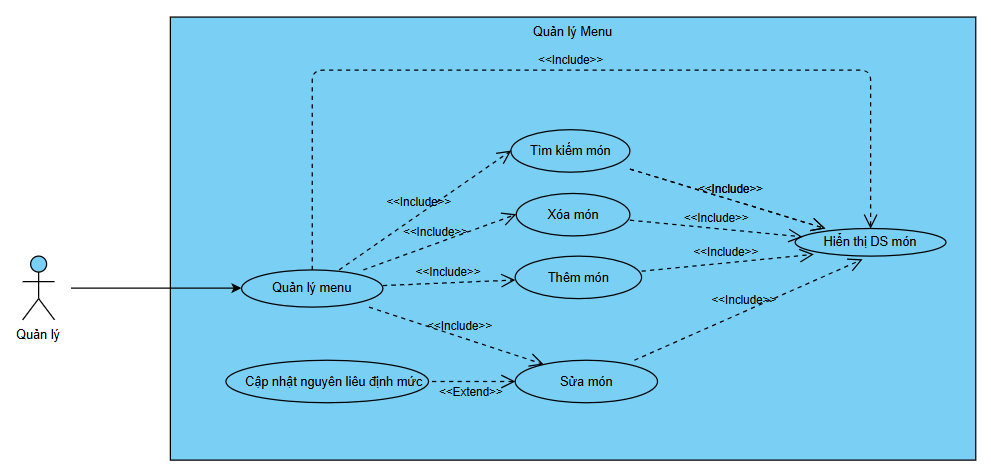 Quản lý Menu
<<Include>>
Tìm kiếm món
<<Include>>
<<Include>>
Xóa món
<<Include>>
<<Include>>
Hiển thị DS món
<<Include>>
Thêm món
<<Include>>
Quản lý menu
<<Include>>
<<Include>>
Quản lý
Cập nhật nguyên liêu định mức
<<Extend>>
Sửa món